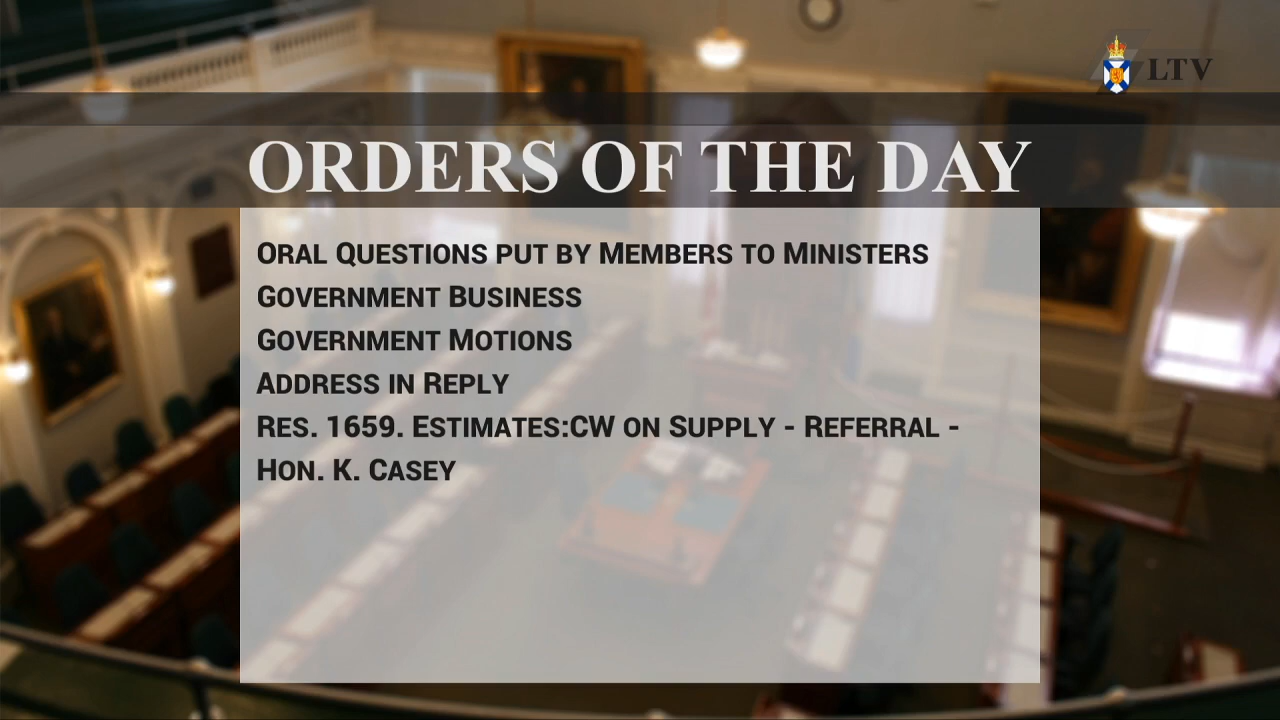 LTV
ORDERS OF THE DAY
ORAL QUESTIONS PUT BY MEMBERS TO MINISTERS
GOVERNMENT BUSINESS
GOVERNMENT MOTIONS
ADDRESS IN REPLY
RES. 1659. ESTIMATES:CW ON SUPPLY - REFERRAL -
HON. K. CASEY